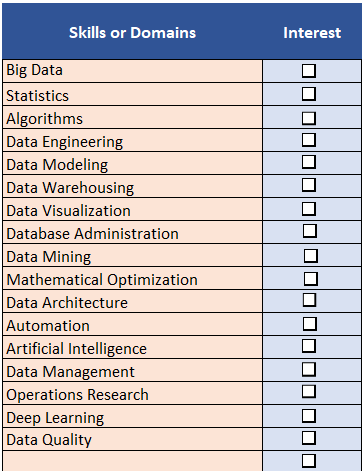 Skills or Domains Interest
Big Data
Statistics
Algorithms
Data Engineering
Data Modeling
Data Warehousing
Data Visualization
Database Administration
Data Mining
Mathematical Optimization
Data Architecture
Automation
Artificial Intelligence
Data Management
Operations Research
Deep Learning
Data Quality